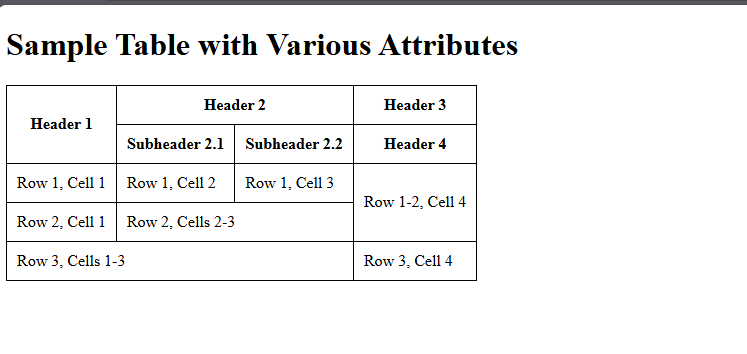 Sample Table with Various Attributes
Header 1
Header 2
Header 3
Subheader 2.1
Subheader 2.2
Header 4
Row 1, Cell 1
Row 1, Cell 2
Row 1, Cell 3
Row 1-2, Cell 4
Row 2, Cell 1
Row 2, Cells 2-3
Row 3, Cells 1-3
Row 3, Cell 4